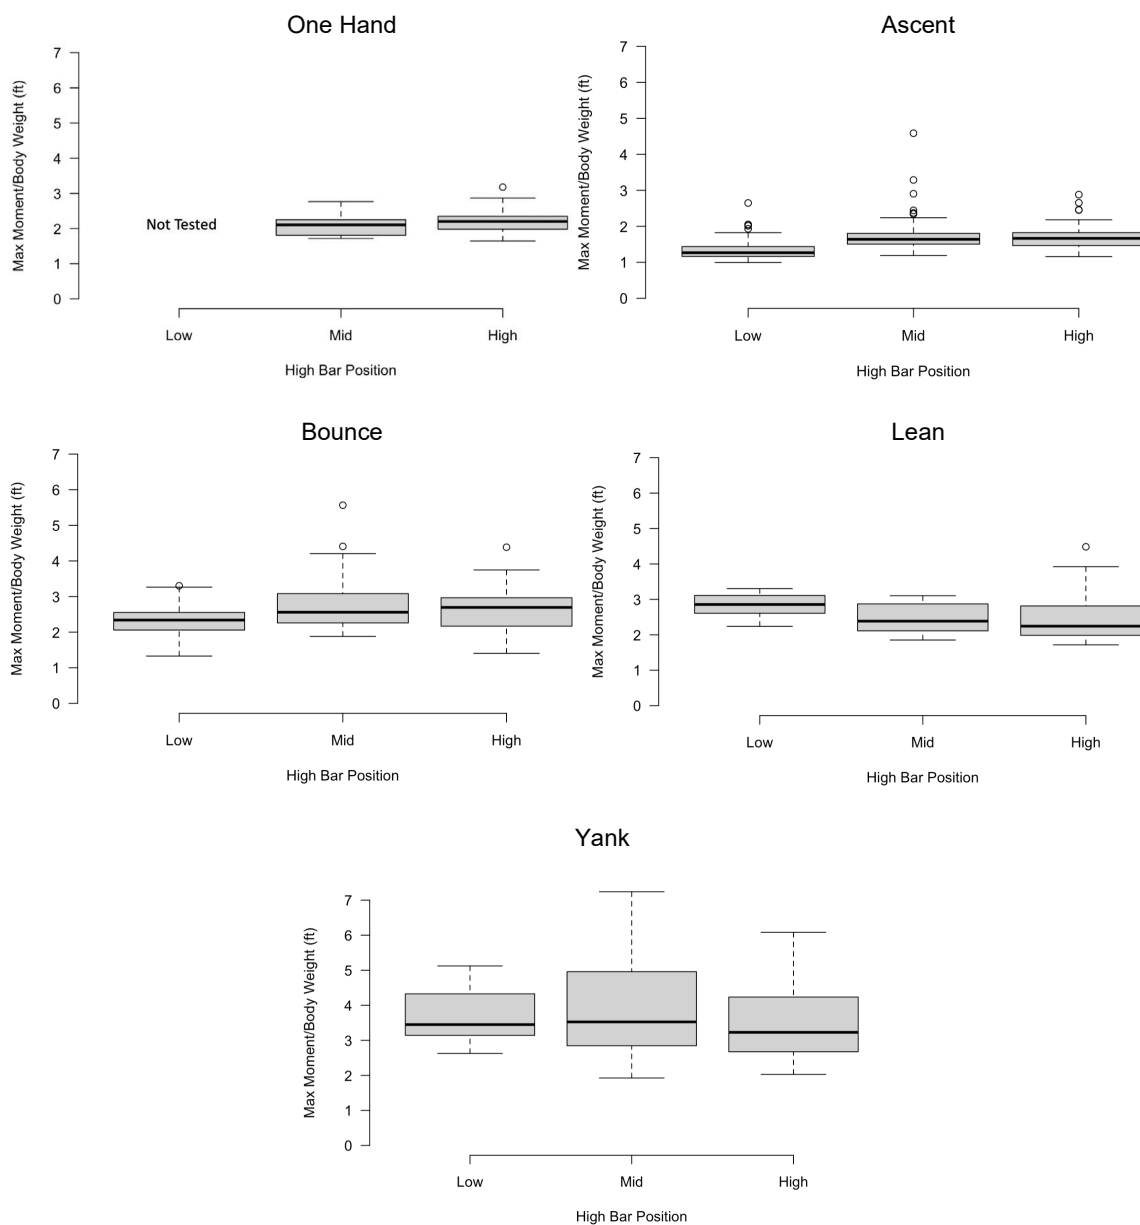 One Hand
Max Moment/Body Weight (ft)
7
6
5
4
3
2
1
0
Not Tested
Low Mid High
High Bar Position
Ascent
Max Moment/Body Weight (ft)
7
6
5
4
3
2
1
0
Low Mid High
High Bar Position
Bounce
Max Moment/Body Weight (ft)
7
6
5
4
3
2
1
0
Low Mid High
High Bar Position
Lean
Max Moment/Body Weight (ft)
7
6
5
4
3
2
1
0
Low Mid High
High Bar Position
Yank
Max Moment/Body Weight (ft)
7
6
5
4
3
2
1
0
Low Mid High
High Bar Position